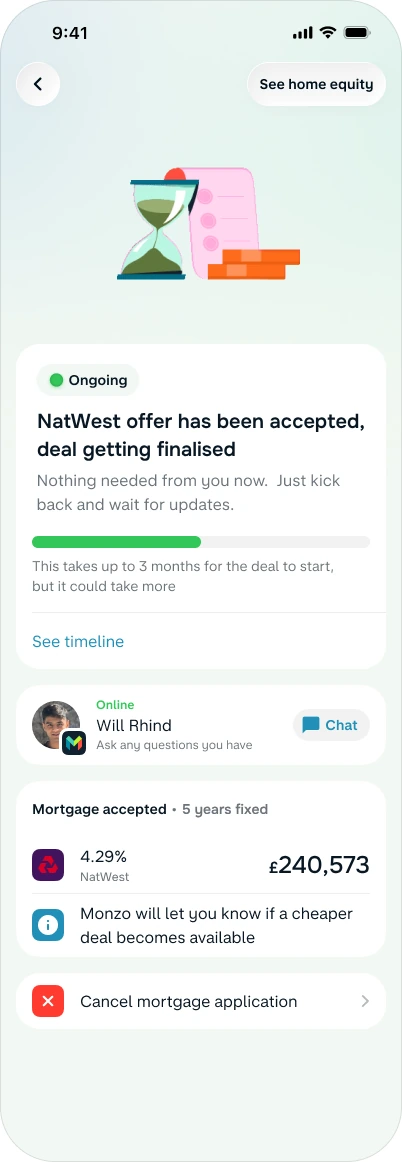 9:41
See home equity
Ongoing
NatWest offer has been accepted,
deal getting finalised
Nothing needed from you now.  Just kick
back and wait for updates.
This takes up to 3 months for the deal to start,
but it could take more
See timeline
Online
Will Rhind
Ask any questions you have
Chat
Mortgage accepted • 5 years fixed
4.29%
NatWest
£240,573
Monzo will let you know if a cheaper
deal becomes available
Cancel mortgage application